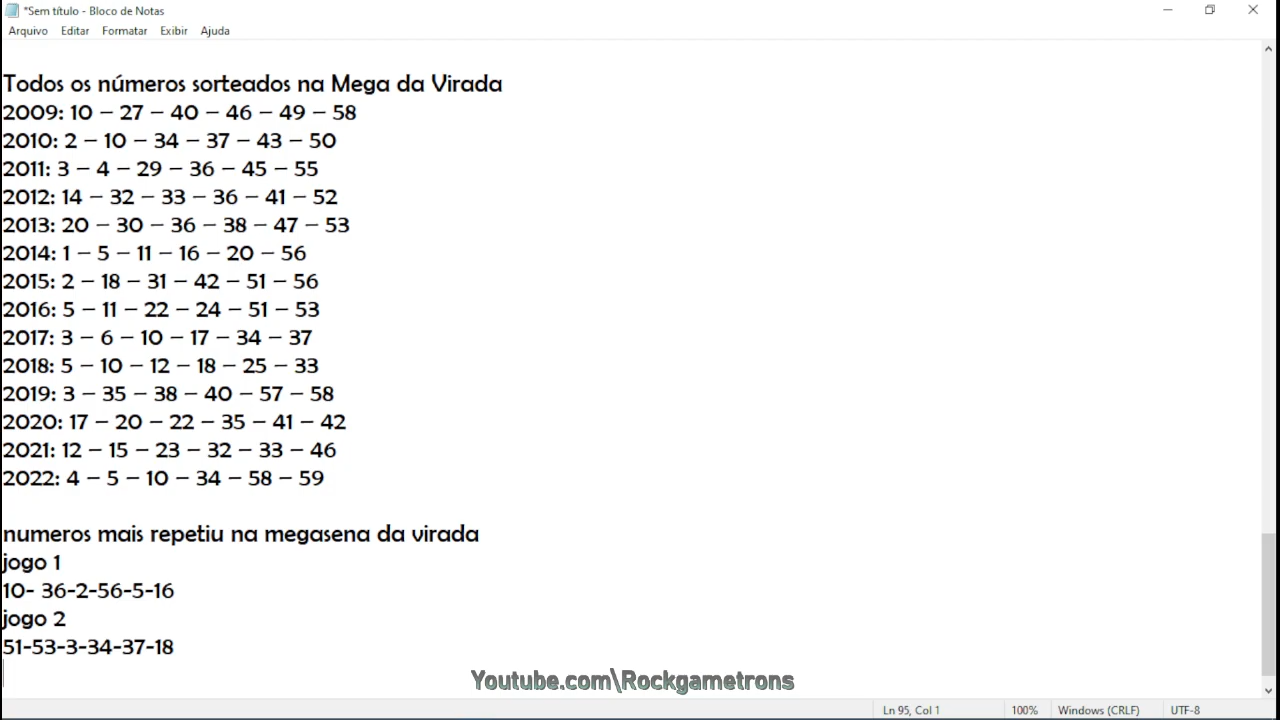 *Sem título - Bloco de Notas
Arquivo Editar Formatar Exibir Ajuda
Todos os números sorteados na Mega da Virada
2009: 10 – 27 – 40 – 46 – 49 – 58
2010: 2 – 10 – 34 – 37 – 43 – 50
2011: 3 – 4 – 29 – 36 – 45 – 55
2012: 14 – 32 – 33 – 36 – 41 – 52
2013: 20 – 30 – 36 – 38 – 47 – 53
2014: 1 – 5 – 11 – 16 – 20 – 56
2015: 2 – 18 – 31 – 42 – 51 – 56
2016: 5 – 11 – 22 – 24 – 51 – 53
2017: 3 – 6 – 10 – 17 – 34 – 37
2018: 5 – 10 – 12 – 18 – 25 – 33
2019: 3 – 35 – 38 – 40 – 57 – 58
2020: 17 – 20 – 22 – 35 – 41 – 42
2021: 12 – 15 – 23 – 32 – 33 – 46
2022: 4 – 5 – 10 – 34 – 58 – 59
numeros mais repetiu na megasena da virada
jogo 1
10- 36-2-56-5-16
jogo 2
51-53-3-34-37-18
Youtube.com\Rockgametrons
Ln 95, Col 1 100% Windows (CRLF) UTF-8